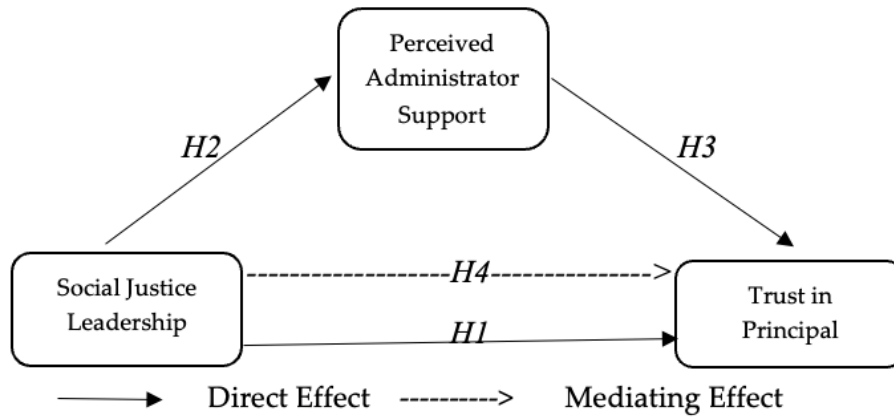 Perceived
Administrator
Support
H2
H3
Social Justice
Leadership
H4
H1
Trust in
Principal
Direct Effect
Mediating Effect